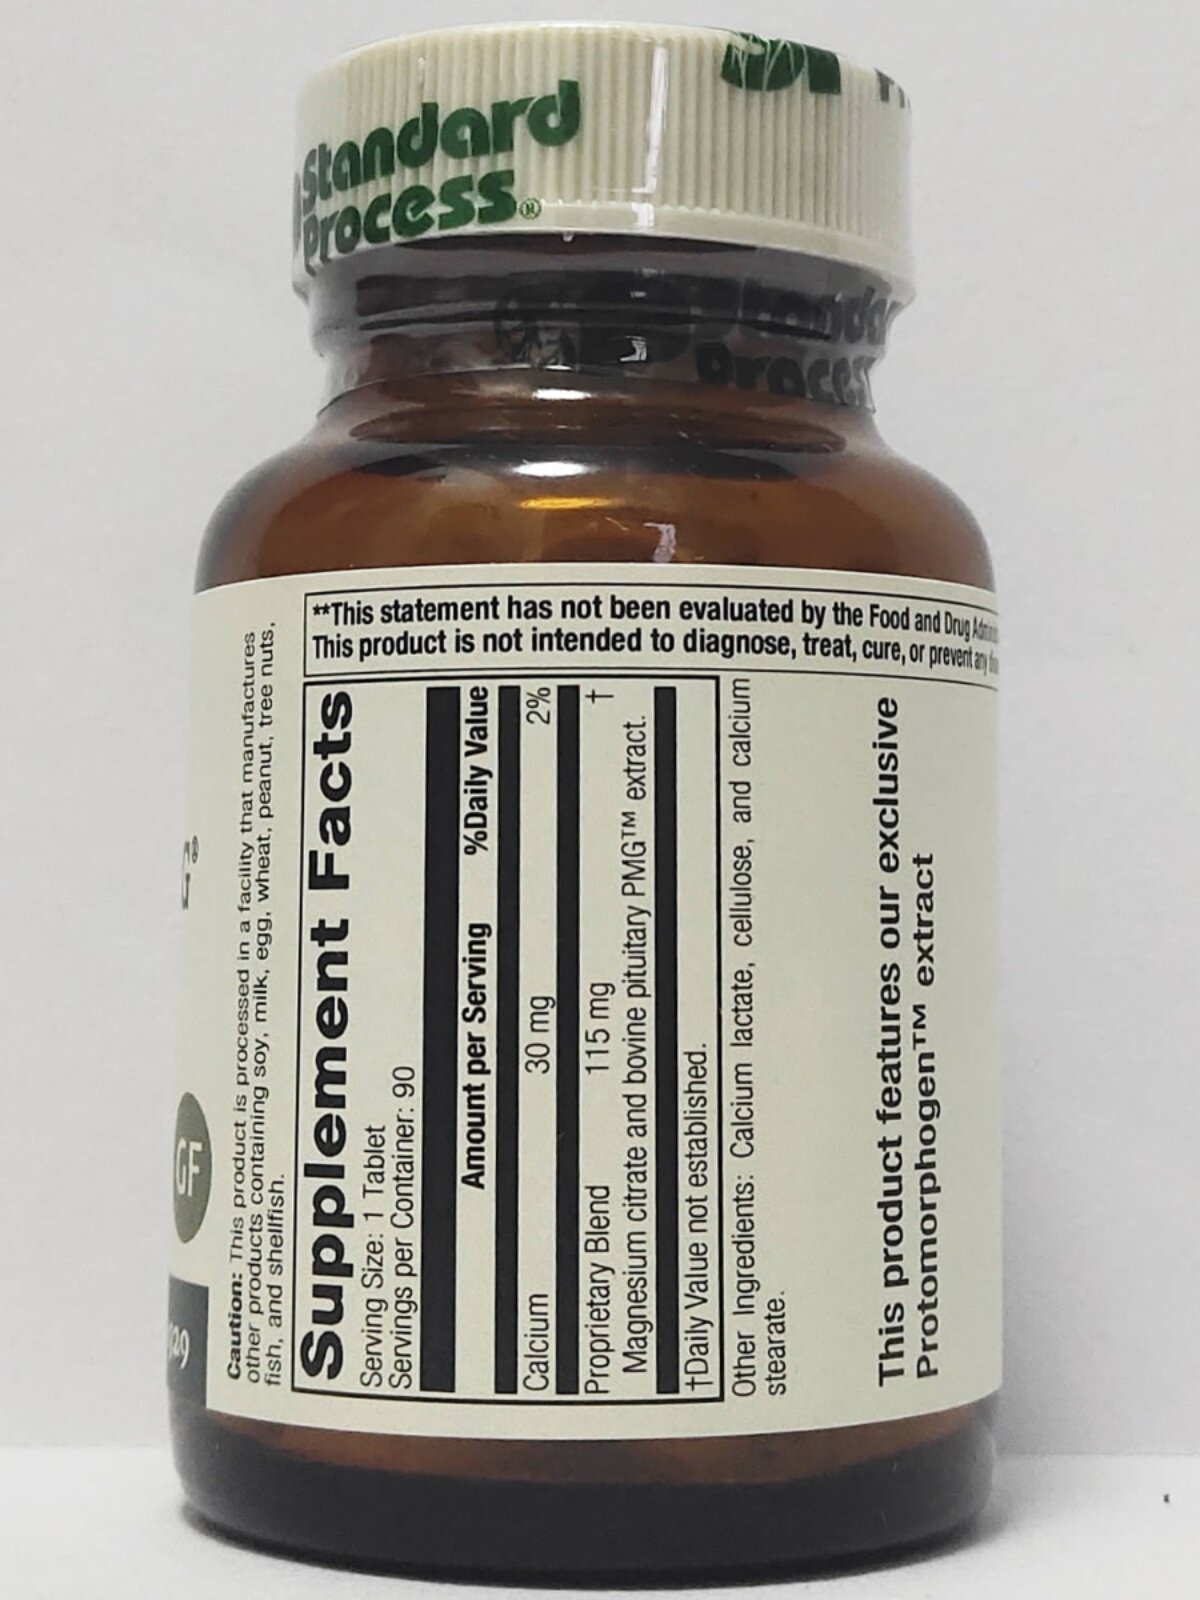 Standard
Process®
**This statement has not been evaluated by the Food and Drug
This product is not intended to diagnose, treat, cure, or prevent any
G®
GF
Caution: This product is processed in a facility that manufactures
other products containing soy, milk, egg, wheat, peanut, tree nuts,
fish, and shellfish.
Supplement Facts
Serving Size: 1 Tablet
Servings per Container: 90
Amount per Serving %Daily Value
Calcium 30 mg 2%
Proprietary Blend 115 mg †
Magnesium citrate and bovine pituitary PMG™ extract.
†Daily Value not established.
Other Ingredients: Calcium lactate, cellulose, and calcium
stearate.
This product features our exclusive
Protomorphogen™ extract